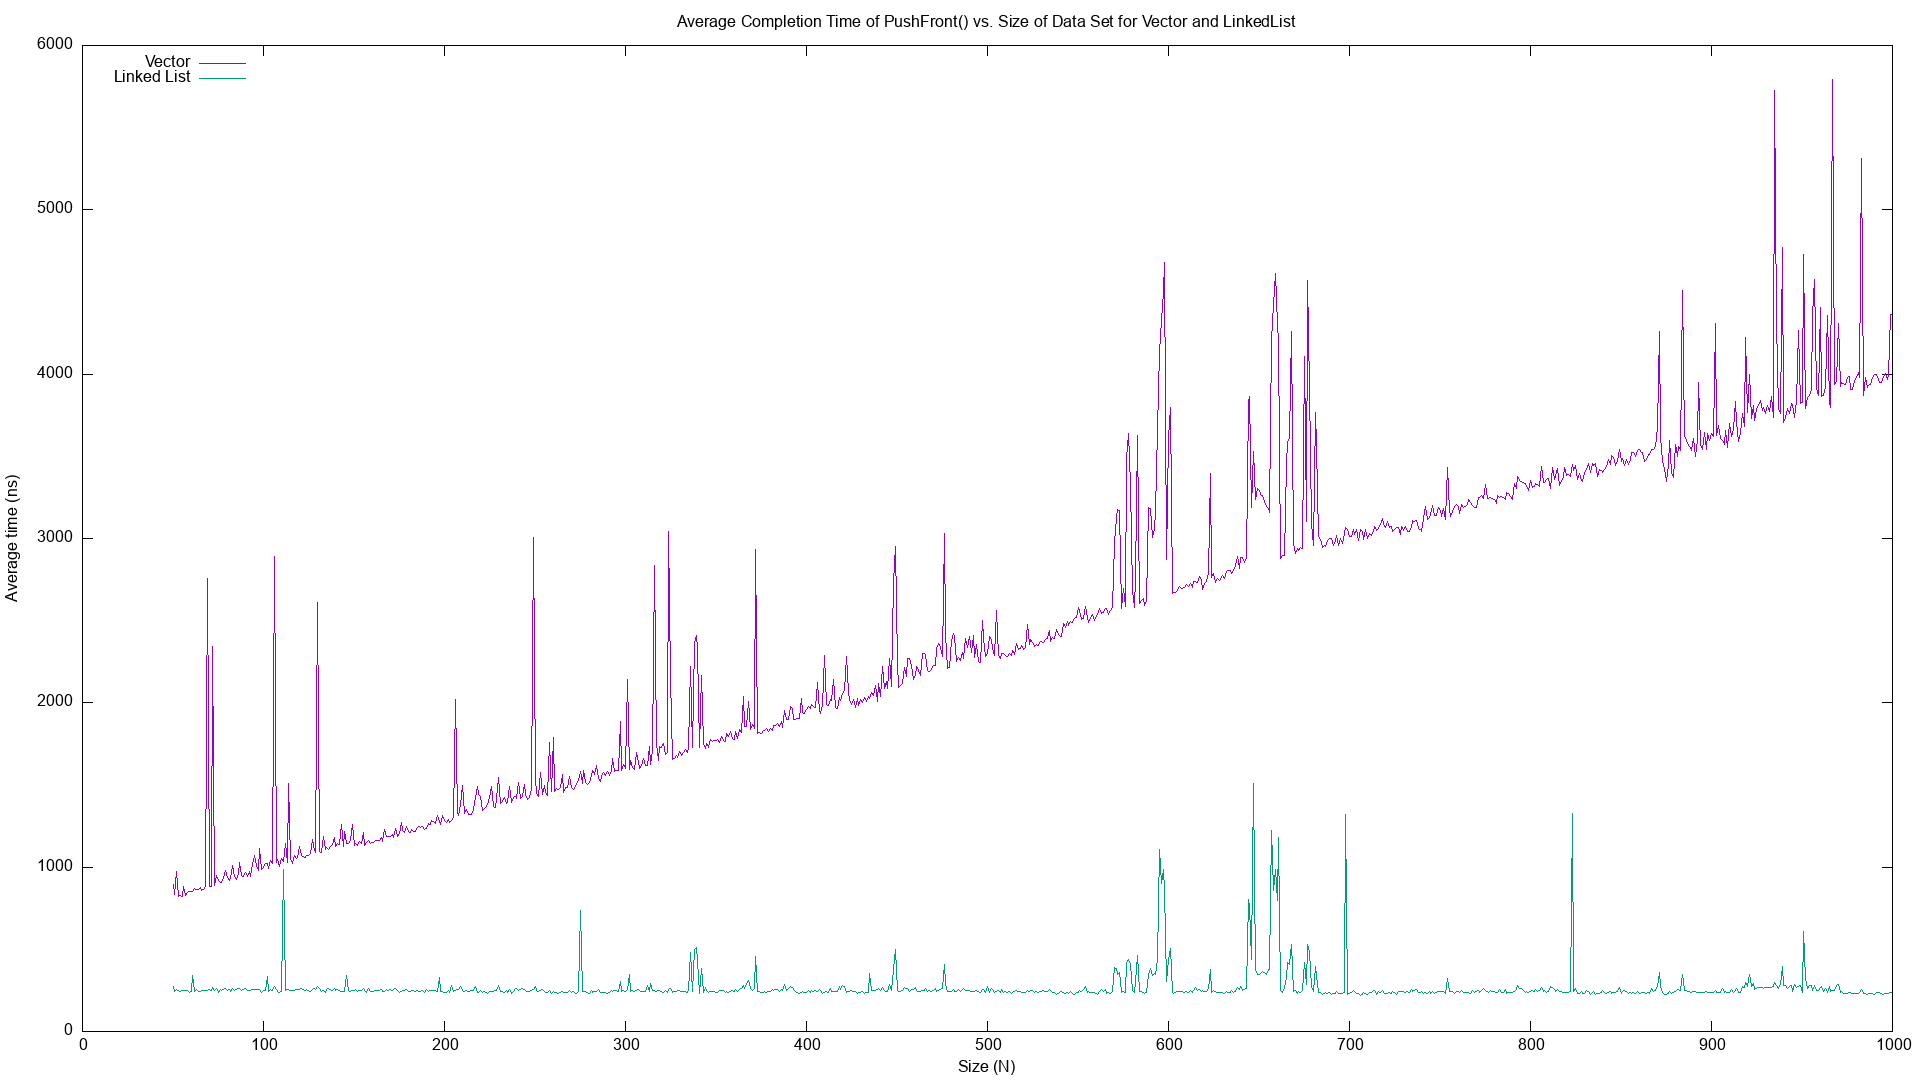 Average Completion Time of PushFront() vs. Size of Data Set for Vector and LinkedList
6000
5000
4000
3000
2000
1000
0
Vector
Linked List
Average time (ns)
0 100 200 300 400 500 600 700 800 900 1000
Size (N)